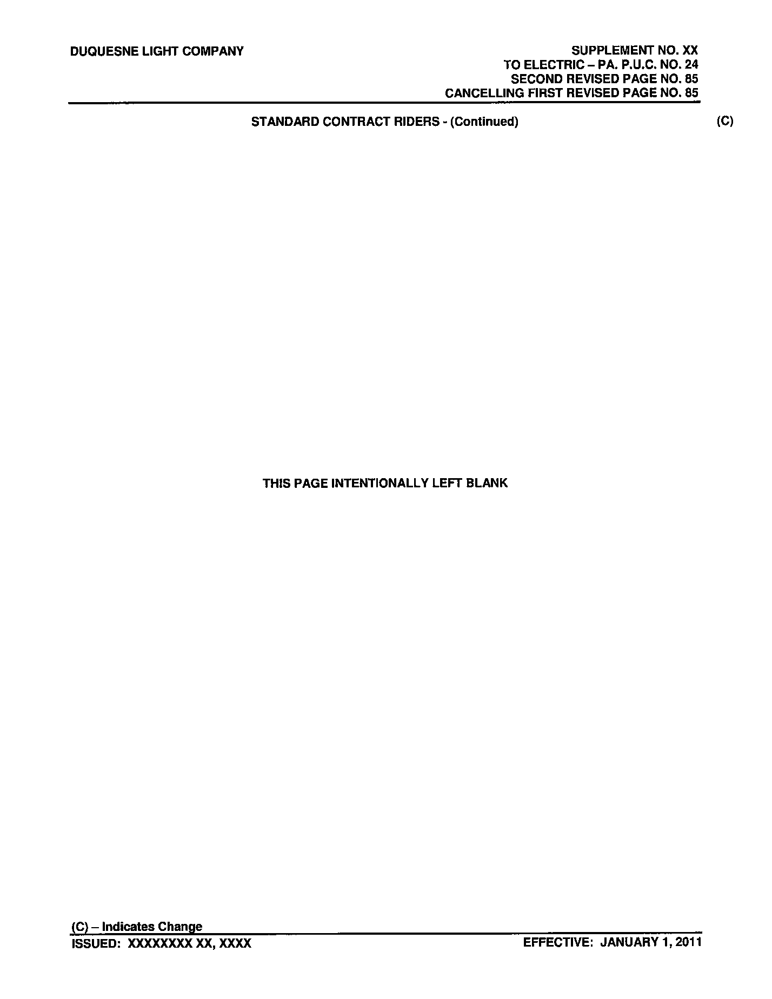 DUQUESNE LIGHT COMPANY
SUPPLEMENT NO. XX
TO ELECTRIC – PA. P.U.C. NO. 24
SECOND REVISED PAGE NO. 85
CANCELLING FIRST REVISED PAGE NO. 85
STANDARD CONTRACT RIDERS - (Continued) (C)
THIS PAGE INTENTIONALLY LEFT BLANK
(C) – Indicates Change
ISSUED: XXXXXXXX XX, XXXX EFFECTIVE: JANUARY 1, 2011